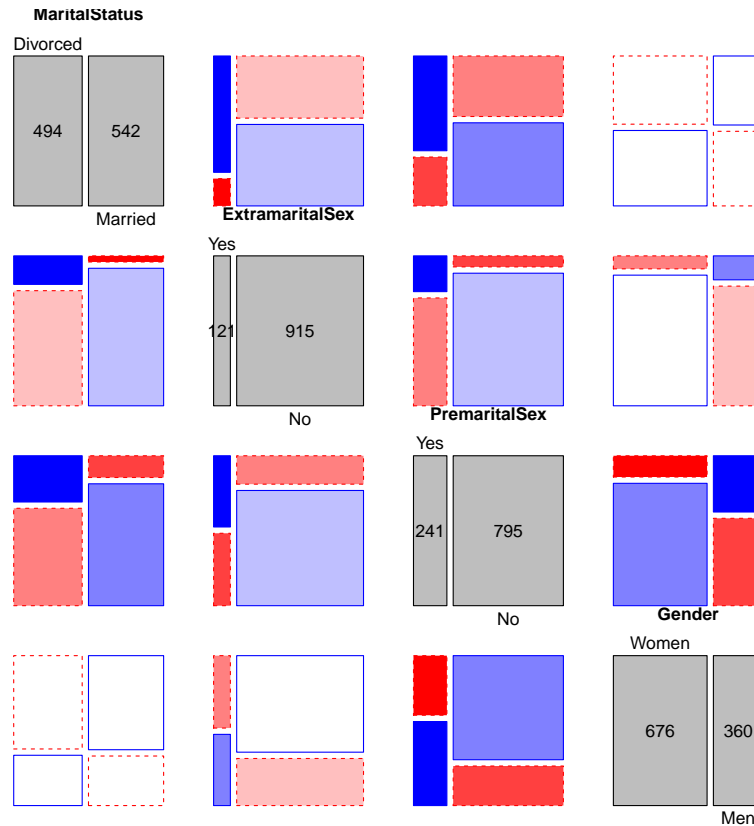 MaritalStatus
Divorced
494
542
Married
ExtramaritalSex
Yes
121
915
No
PremaritalSex
Yes
241
795
No
Gender
Women
676
360
Men